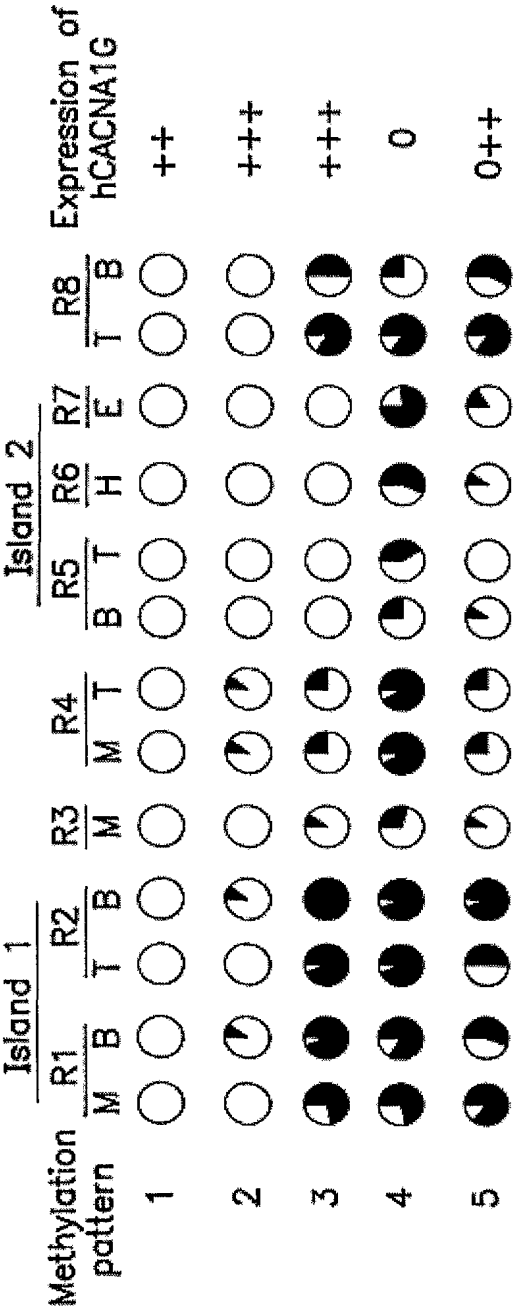 Island 1 Island 2
Methylation pattern R1 R2 R3 R4 R5 R6 R7 R8 Expression of hCACNA1G
M B T B M M T B T H E T B
1 ++
2 +++
3 +++
4 0
5 0++